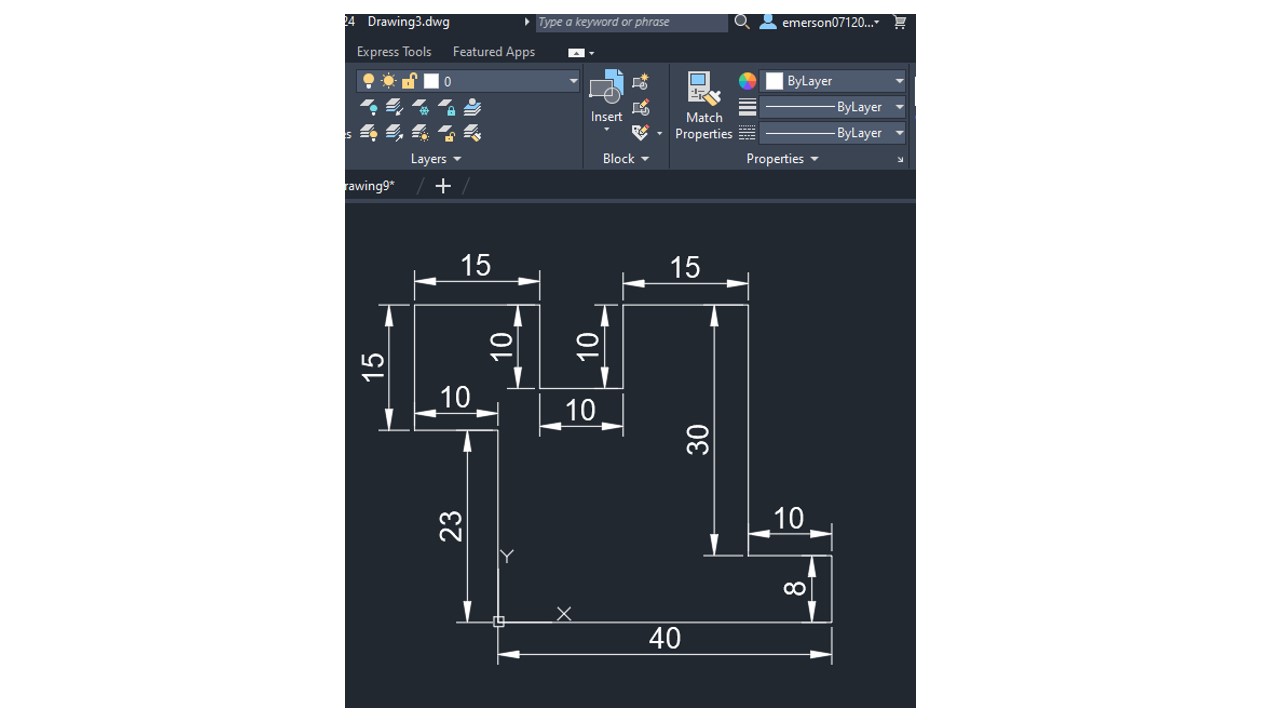 24 Drawing3.dwg Type a keyword or phrase emerson07120...
Express Tools Featured Apps
0 ByLayer
Insert Match Properties ByLayer
es ByLayer
Layers Block Properties
rawing9* +
15 15
15 10 10
10 10
30
23 10
Y
8
X
40